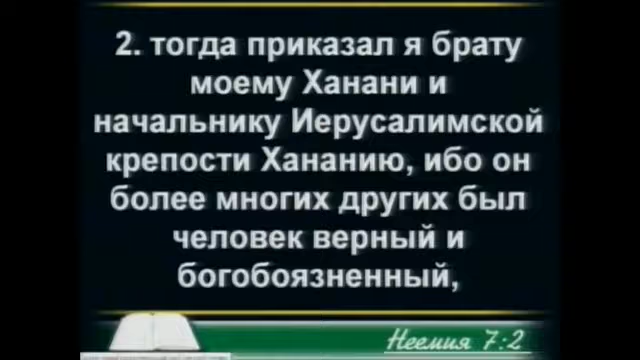 2. тогда приказал я брату
моему Ханани и
начальнику Иерусалимской
крепости Хананию, ибо он
более многих других был
человек верный и
богобоязненный,
Неемия 7:2